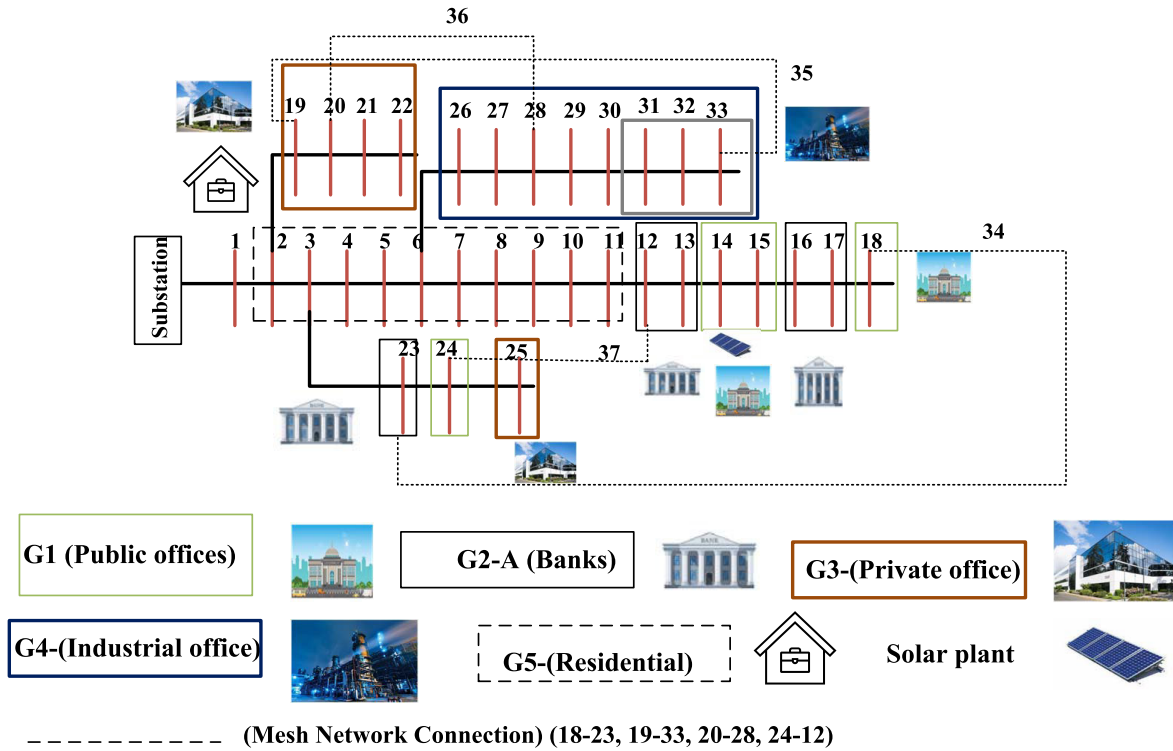 36
35
19 20 21 22
26 27 28 29 30 31 32 33
1 2 3 4 5 6 7 8 9 10 11 12 13 14 15 16 17 18
34
Substation
23 24 25 37
G1 (Public offices)
G2-A (Banks)
G3-(Private office)
G4-(Industrial office)
G5-(Residential)
Solar plant
(Mesh Network Connection) (18-23, 19-33, 20-28, 24-12)